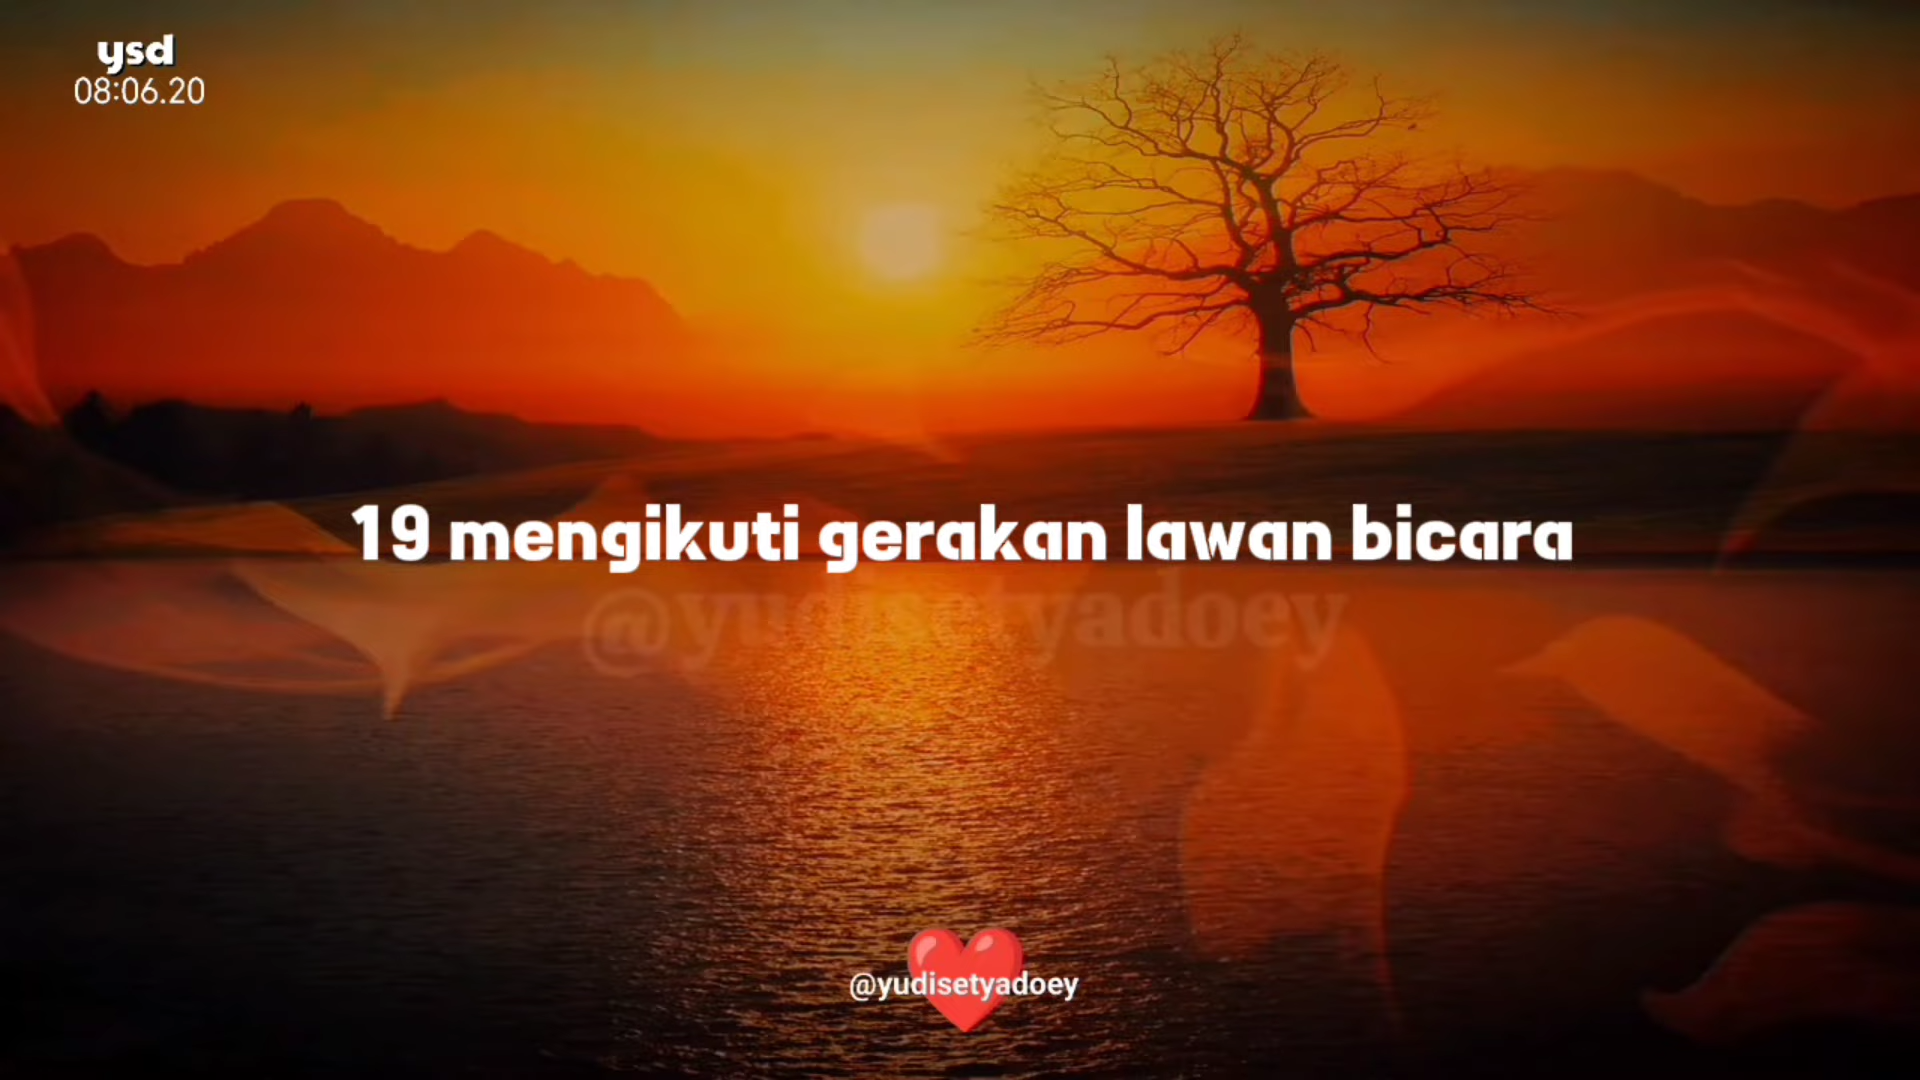 ysd
08:06.20
19 mengikuti gerakan lawan bicara
@yudisetyadoey
@yudisetyadoey